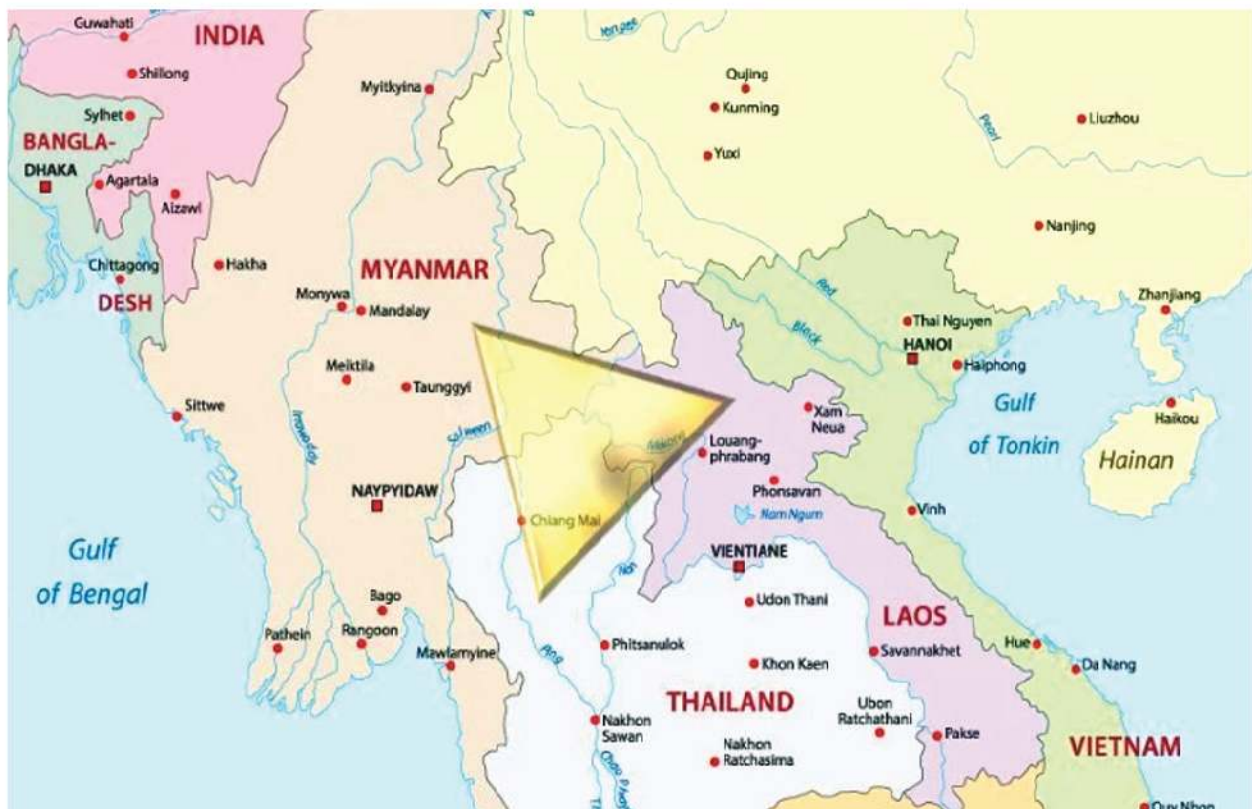 Guwahati
INDIA
Shillong
Myitkyina
Qujing
Kunming
Sylhet
Liuzhou
Pearl
BANGLA-
DHAKA
Yuxi
Agartala
Aizawl
Nanjing
Chittagong
Hakha
MYANMAR
Red
DESH
Monywa
Mandalay
Zhanjiang
Thai Nguyen
Black
HANOI
Meiktila
Taunggyi
Haiphong
Sittwe
Gulf
of Tonkin
Haikou
Xam
Neua
Irrawaddy
Salween
Mekong
Louang-
phrabang
Hainan
NAYPYIDAW
Phonsavan
Chiang Mai
Nam Ngum
Vinh
Gulf
of Bengal
VIENTIANE
Nan
Bago
Udon Thani
LAOS
Pathein
Rangoon
Mawlamyine
Phitsanulok
Savannakhet
Hue
Da Nang
Ping
Khon Kaen
THAILAND
Ubon
Ratchathani
Nakhon
Sawan
Pakse
VIETNAM
Nakhon
Ratchasima
Quy Nhon